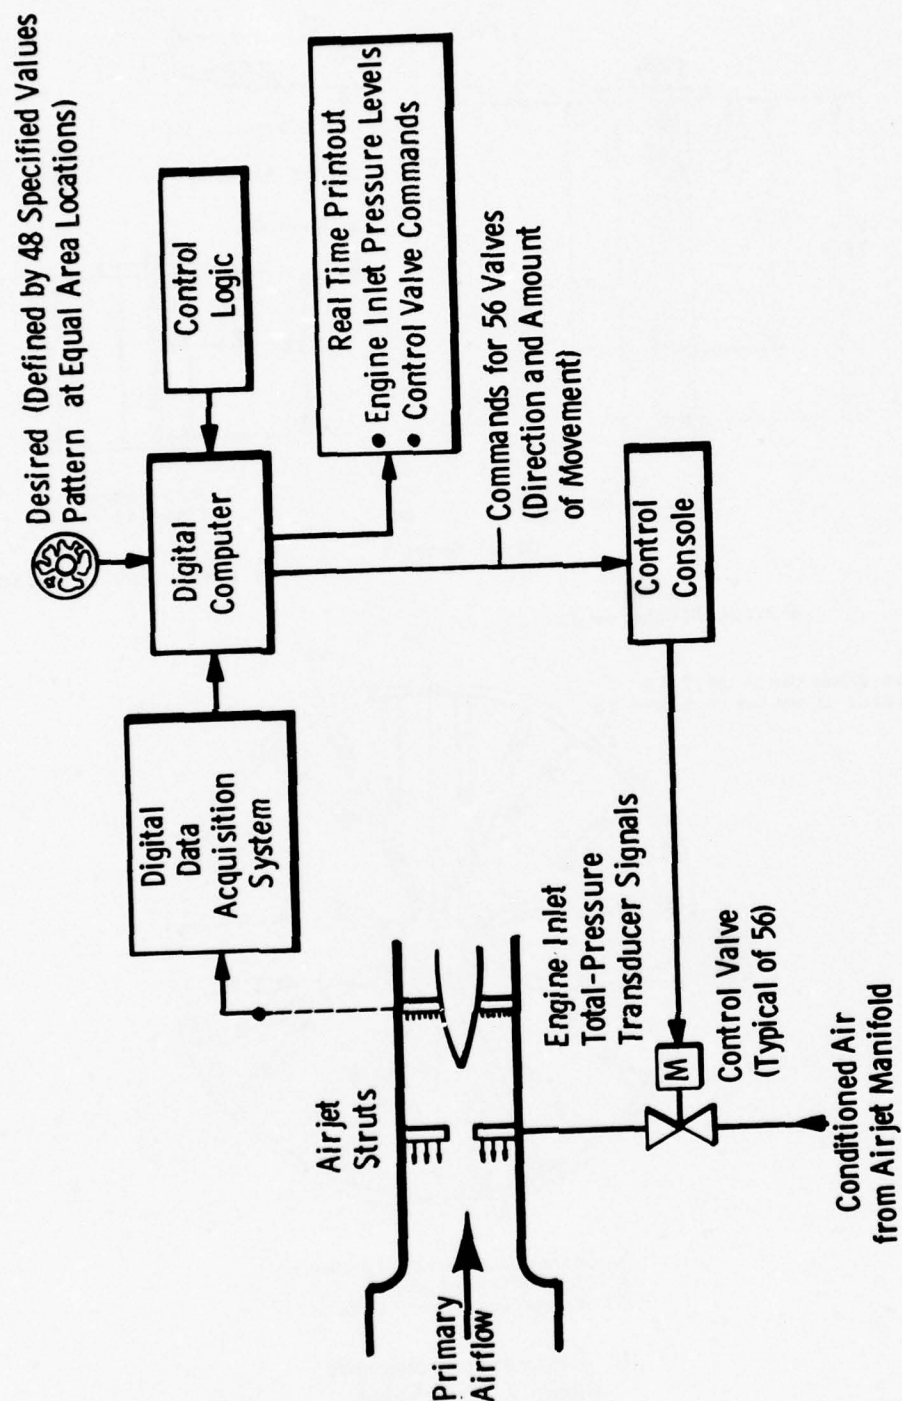 Desired (Defined by 48 Specified Values
Pattern at Equal Area Locations)
Control
Logic
Digital
Computer
Real Time Printout
• Engine Inlet Pressure Levels
• Control Valve Commands
Digital
Data
Acquisition
System
Commands for 56 Valves
(Direction and Amount
of Movement)
Control
Console
Airjet
Struts
Engine Inlet
Total-Pressure
Transducer Signals
Primary
Airflow
M
Control Valve
(Typical of 56)
Conditioned Air
from Airjet Manifold